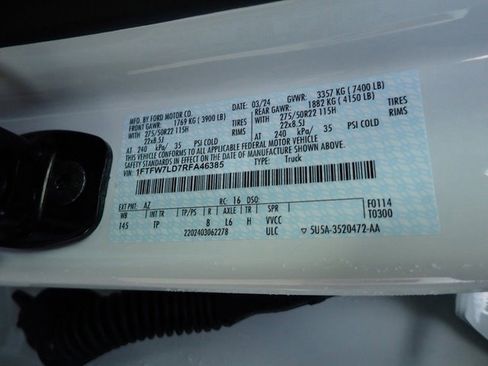 MFD. BY FORD MOTOR CO.
DATE: 03/24 GVWR: 3357 KG ( 7400 LB)
FRONT GAWR: 1769 KG ( 3900 LB) REAR GAWR: 1882 KG ( 4150 LB)
WITH 275/50R22 115H TIRES WITH 275/50R22 115H TIRES
22x8.5J RIMS 22x8.5J RIMS
AT 240 kPa/ 35 PSI COLD AT 240 kPa/ 35 PSI COLD
THIS VEHICLE CONFORMS TO ALL APPLICABLE FEDERAL MOTOR VEHICLE
SAFETY STANDARDS IN EFFECT ON THE DATE OF MANUFACTURE SHOWN ABOVE.
VIN: 1FTFW7LD7RFA46385 TYPE: Truck
EXT PNT: AZ RC: 16 DSO: F0114
WB INT TR TP/PS R AXLE TR SPR T0300
145 TP 8 L6 H VVCC
2202403062278 ULC ▽ 5U5A-3520472-AA